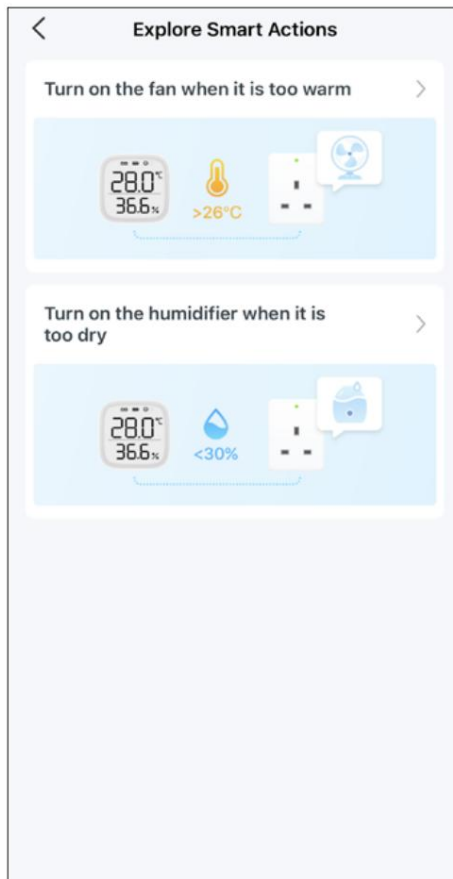 Explore Smart Actions
Turn on the fan when it is too warm
28.0°C
36.6%
>26°C
Turn on the humidifier when it is
too dry
28.0°C
36.6%
<30%